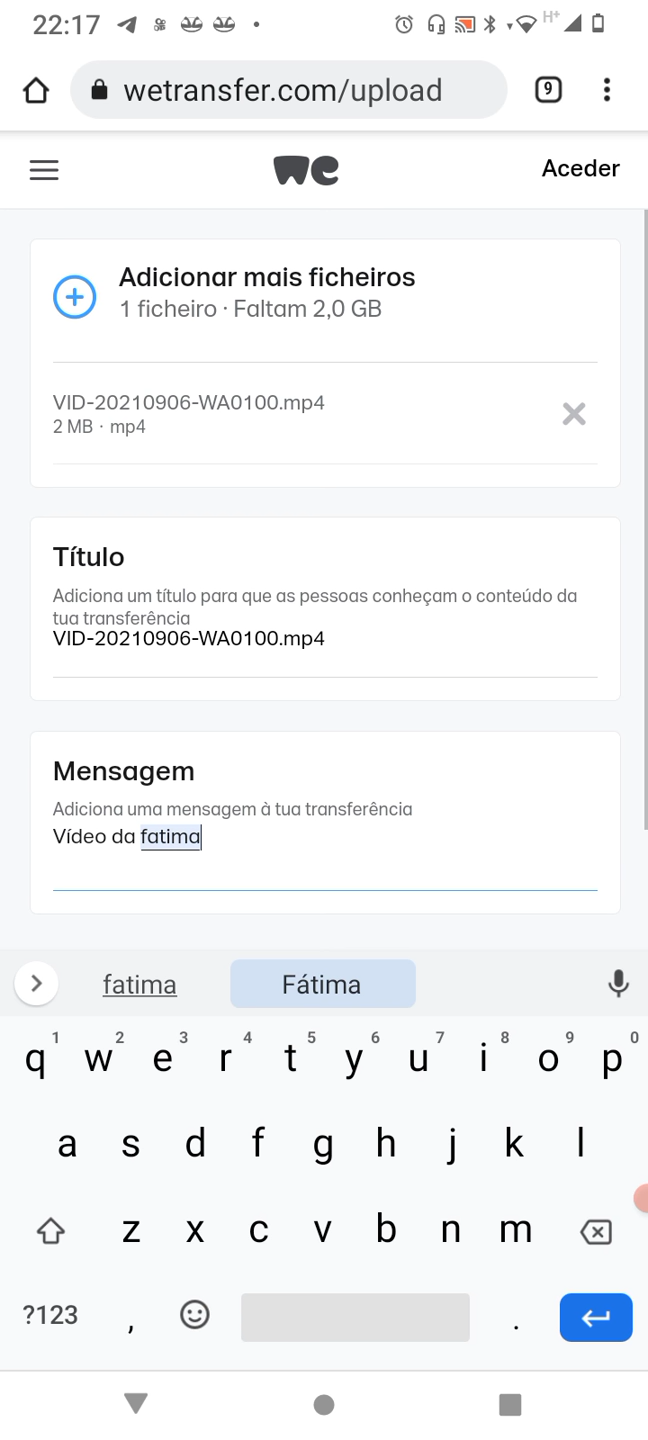 22:17 H+
wetransfer.com/upload 9
we Aceder
Adicionar mais ficheiros
1 ficheiro · Faltam 2,0 GB
VID-20210906-WA0100.mp4
2 MB · mp4
Título
Adiciona um título para que as pessoas conheçam o conteúdo da
tua transferência
VID-20210906-WA0100.mp4
Mensagem
Adiciona uma mensagem à tua transferência
Vídeo da fatima
fatima Fátima
1 2 3 4 5 6 7 8 9 0
q w e r t y u i o p
a s d f g h j k l
z x c v b n m
?123 , .